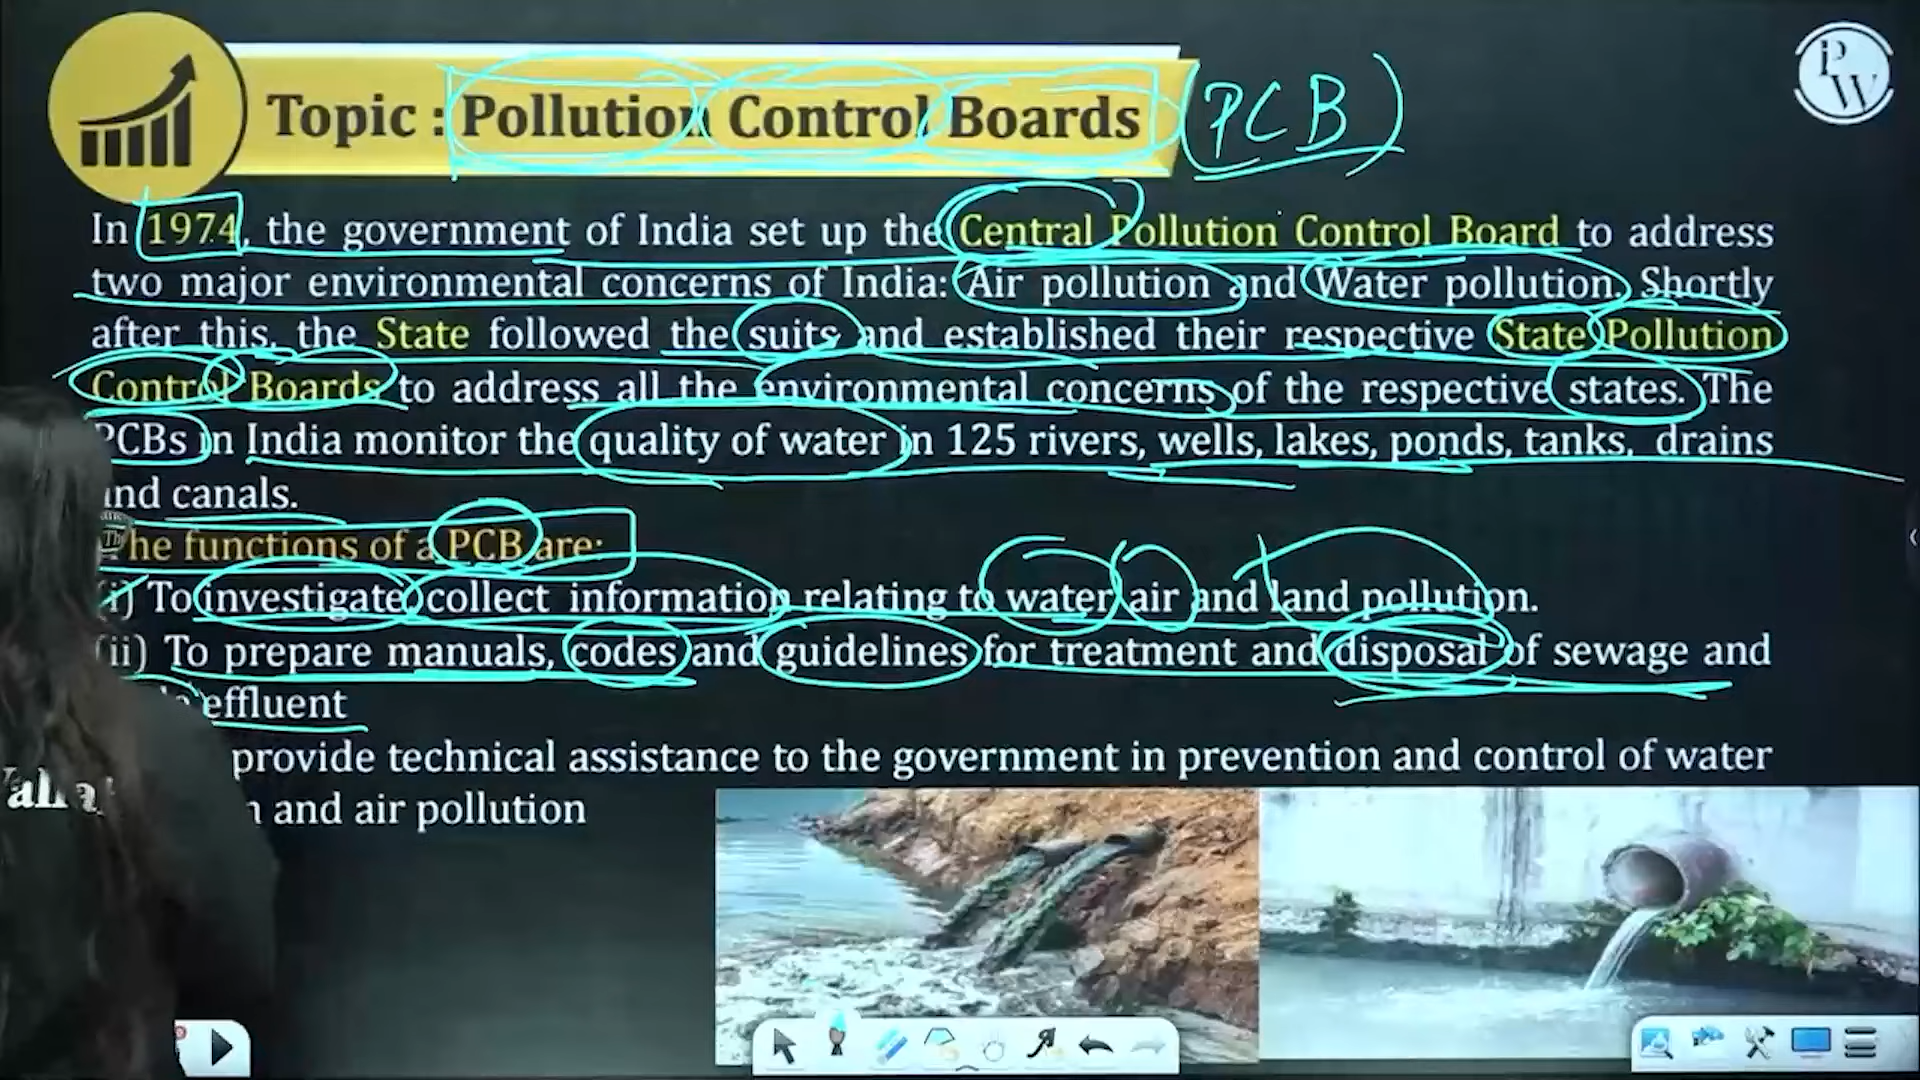 Topic : Pollution Control Boards (PCB)
PW
In 1974, the government of India set up the Central Pollution Control Board to address
two major environmental concerns of India: Air pollution and Water pollution. Shortly
after this, the State followed the suits and established their respective State Pollution
Control Boards to address all the environmental concerns of the respective states. The
PCBs in India monitor the quality of water in 125 rivers, wells, lakes, ponds, tanks, drains
and canals.
The functions of a PCB are:
(i) To investigate, collect information relating to water air and land pollution.
(ii) To prepare manuals, codes and guidelines for treatment and disposal of sewage and
effluent
provide technical assistance to the government in prevention and control of water
and air pollution